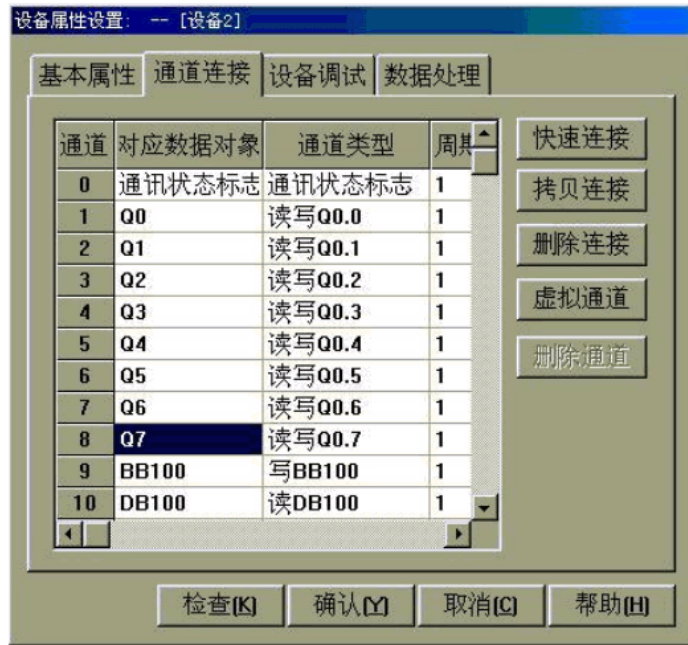 设备属性设置: -- [设备2]
基本属性 通道连接 设备调试 数据处理
通道 对应数据对象 通道类型 周期
0 通讯状态标志 通讯状态标志 1
1 Q0 读写Q0.0 1
2 Q1 读写Q0.1 1
3 Q2 读写Q0.2 1
4 Q3 读写Q0.3 1
5 Q4 读写Q0.4 1
6 Q5 读写Q0.5 1
7 Q6 读写Q0.6 1
8 Q7 读写Q0.7 1
9 BB100 写BB100 1
10 DB100 读DB100 1
快速连接
拷贝连接
删除连接
虚拟通道
删除通道
检查(K) 确认(Y) 取消(C) 帮助(H)